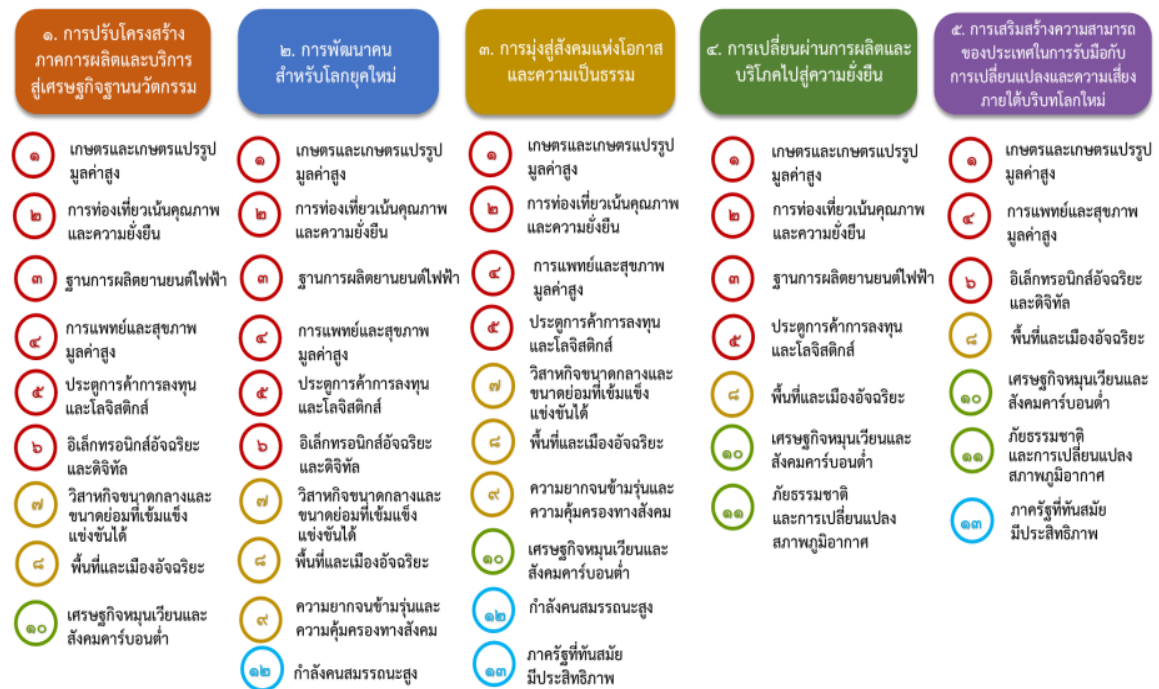 ๑. การปรับโครงสร้าง
ภาคการผลิตและบริการ
สู่เศรษฐกิจฐานนวัตกรรม
๑
เกษตรและเกษตรแปรรูป
มูลค่าสูง
๒
การท่องเที่ยวเน้นคุณภาพ
และความยั่งยืน
๓
ฐานการผลิตยานยนต์ไฟฟ้า
๔
การแพทย์และสุขภาพ
มูลค่าสูง
๕
ประตูการค้าการลงทุน
และโลจิสติกส์
๖
อิเล็กทรอนิกส์อัจฉริยะ
และดิจิทัล
๗
วิสาหกิจขนาดกลางและ
ขนาดย่อมที่เข้มแข็ง
แข่งขันได้
๘
พื้นที่และเมืองอัจฉริยะ
๑๐
เศรษฐกิจหมุนเวียนและ
สังคมคาร์บอนต่ำ
๒. การพัฒนาคน
สำหรับโลกยุคใหม่
๑
เกษตรและเกษตรแปรรูป
มูลค่าสูง
๒
การท่องเที่ยวเน้นคุณภาพ
และความยั่งยืน
๓
ฐานการผลิตยานยนต์ไฟฟ้า
๔
การแพทย์และสุขภาพ
มูลค่าสูง
๕
ประตูการค้าการลงทุน
และโลจิสติกส์
๖
อิเล็กทรอนิกส์อัจฉริยะ
และดิจิทัล
๗
วิสาหกิจขนาดกลางและ
ขนาดย่อมที่เข้มแข็ง
แข่งขันได้
๘
พื้นที่และเมืองอัจฉริยะ
๙
ความยากจนข้ามรุ่นและ
ความคุ้มครองทางสังคม
๑๒
กำลังคนสมรรถนะสูง
๓. การมุ่งสู่สังคมแห่งโอกาส
และความเป็นธรรม
๑
เกษตรและเกษตรแปรรูป
มูลค่าสูง
๒
การท่องเที่ยวเน้นคุณภาพ
และความยั่งยืน
๔
การแพทย์และสุขภาพ
มูลค่าสูง
๕
ประตูการค้าการลงทุน
และโลจิสติกส์
๗
วิสาหกิจขนาดกลางและ
ขนาดย่อมที่เข้มแข็ง
แข่งขันได้
๘
พื้นที่และเมืองอัจฉริยะ
๙
ความยากจนข้ามรุ่นและ
ความคุ้มครองทางสังคม
๑๐
เศรษฐกิจหมุนเวียนและ
สังคมคาร์บอนต่ำ
๑๒
กำลังคนสมรรถนะสูง
๑๓
ภาครัฐที่ทันสมัย
มีประสิทธิภาพ
๔. การเปลี่ยนผ่านการผลิตและ
บริโภคไปสู่ความยั่งยืน
๑
เกษตรและเกษตรแปรรูป
มูลค่าสูง
๒
การท่องเที่ยวเน้นคุณภาพ
และความยั่งยืน
๓
ฐานการผลิตยานยนต์ไฟฟ้า
๕
ประตูการค้าการลงทุน
และโลจิสติกส์
๘
พื้นที่และเมืองอัจฉริยะ
๑๐
เศรษฐกิจหมุนเวียนและ
สังคมคาร์บอนต่ำ
๑๑
ภัยธรรมชาติ
และการเปลี่ยนแปลง
สภาพภูมิอากาศ
๕. การเสริมสร้างความสามารถ
ของประเทศในการรับมือกับ
การเปลี่ยนแปลงและความเสี่ยง
ภายใต้บริบทโลกใหม่
๑
เกษตรและเกษตรแปรรูป
มูลค่าสูง
๔
การแพทย์และสุขภาพ
มูลค่าสูง
๖
อิเล็กทรอนิกส์อัจฉริยะ
และดิจิทัล
๘
พื้นที่และเมืองอัจฉริยะ
๑๐
เศรษฐกิจหมุนเวียนและ
สังคมคาร์บอนต่ำ
๑๑
ภัยธรรมชาติ
และการเปลี่ยนแปลง
สภาพภูมิอากาศ
๑๓
ภาครัฐที่ทันสมัย
มีประสิทธิภาพ